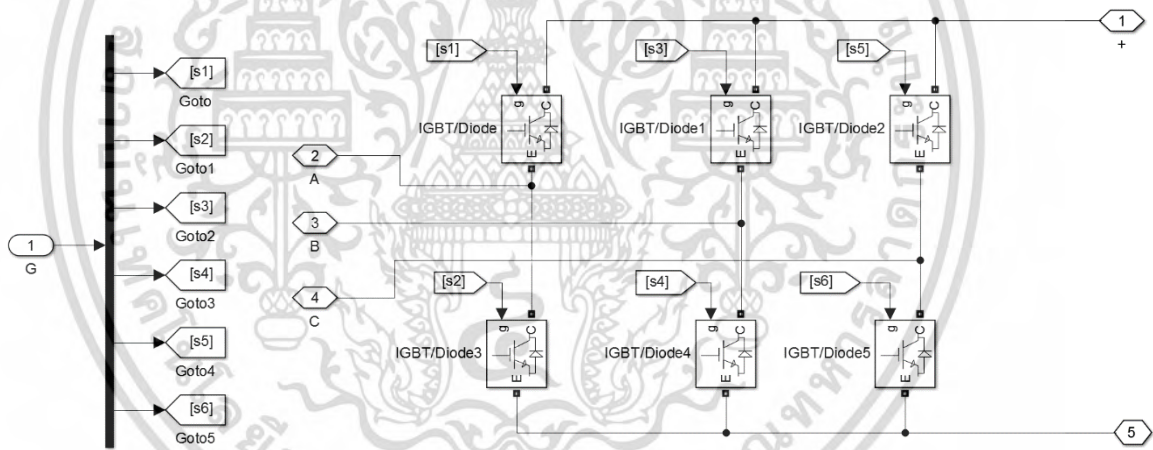 1
G
[s1]
Goto
[s2]
Goto1
[s3]
Goto2
[s4]
Goto3
[s5]
Goto4
[s6]
Goto5
2
A
3
B
4
C
[s1]
g
C
E
IGBT/Diode
[s3]
g
C
E
IGBT/Diode1
[s5]
g
C
E
IGBT/Diode2
1
+
[s2]
g
C
E
IGBT/Diode3
[s4]
g
C
E
IGBT/Diode4
[s6]
g
C
E
IGBT/Diode5
5